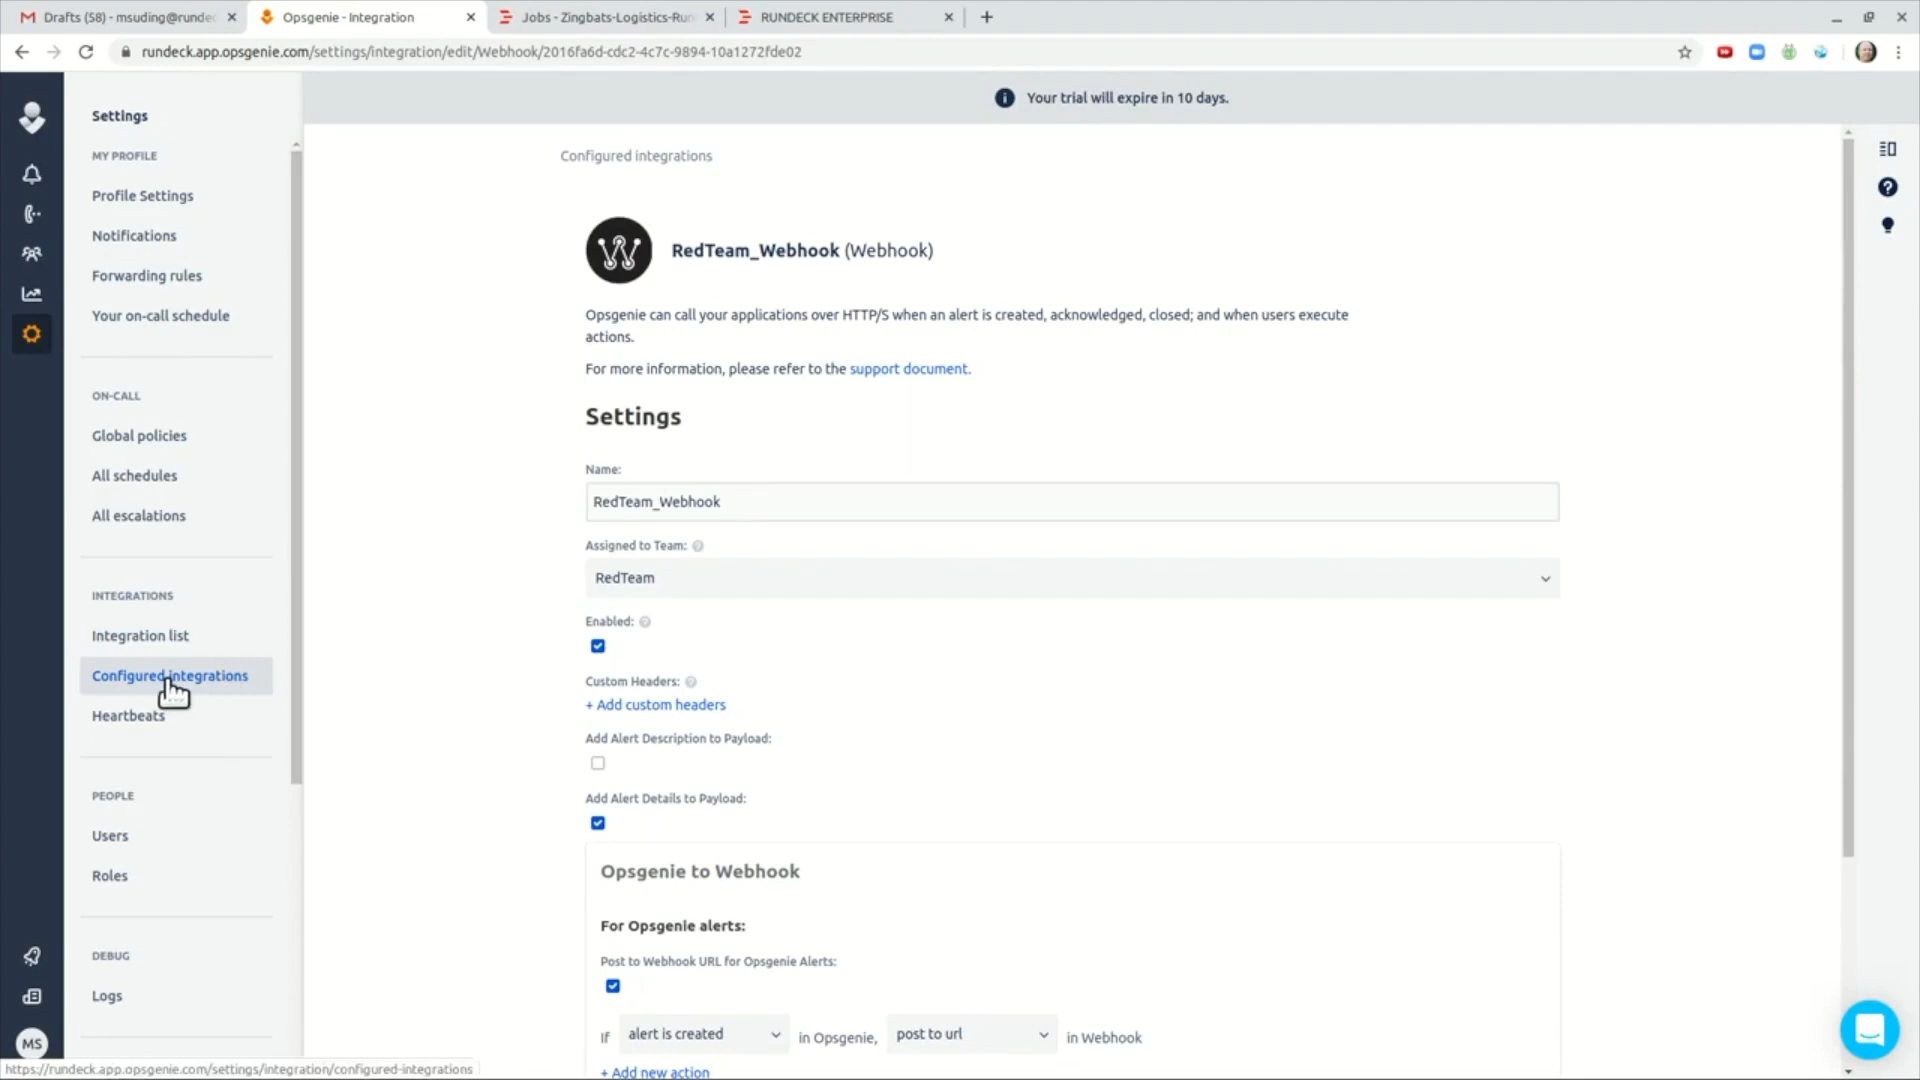 Drafts (58) - msuding@runde
Opsgenie - Integration
Jobs - Zingbats-Logistics-Run
RUNDECK ENTERPRISE
rundeck.app.opsgenie.com/settings/integration/edit/Webhook/2016fa6d-cdc2-4c7c-9894-10a1272fde02
Your trial will expire in 10 days.
Settings
MY PROFILE
Profile Settings
Notifications
Forwarding rules
Your on-call schedule
ON-CALL
Global policies
All schedules
All escalations
INTEGRATIONS
Integration list
Configured integrations
Heartbeats
PEOPLE
Users
Roles
DEBUG
Logs
MS
https://rundeck.app.opsgenie.com/settings/integration/configured-integrations
Configured integrations
RedTeam_Webhook (Webhook)
Opsgenie can call your applications over HTTP/S when an alert is created, acknowledged, closed; and when users execute
actions.
For more information, please refer to the support document.
Settings
Name:
RedTeam_Webhook
Assigned to Team:
RedTeam
Enabled:
Custom Headers:
+ Add custom headers
Add Alert Description to Payload:
Add Alert Details to Payload:
Opsgenie to Webhook
For Opsgenie alerts:
Post to Webhook URL for Opsgenie Alerts:
If alert is created in Opsgenie, post to url in Webhook
+ Add new action